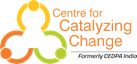 Centre for
Catalyzing
Change
Formerly CEDPA India